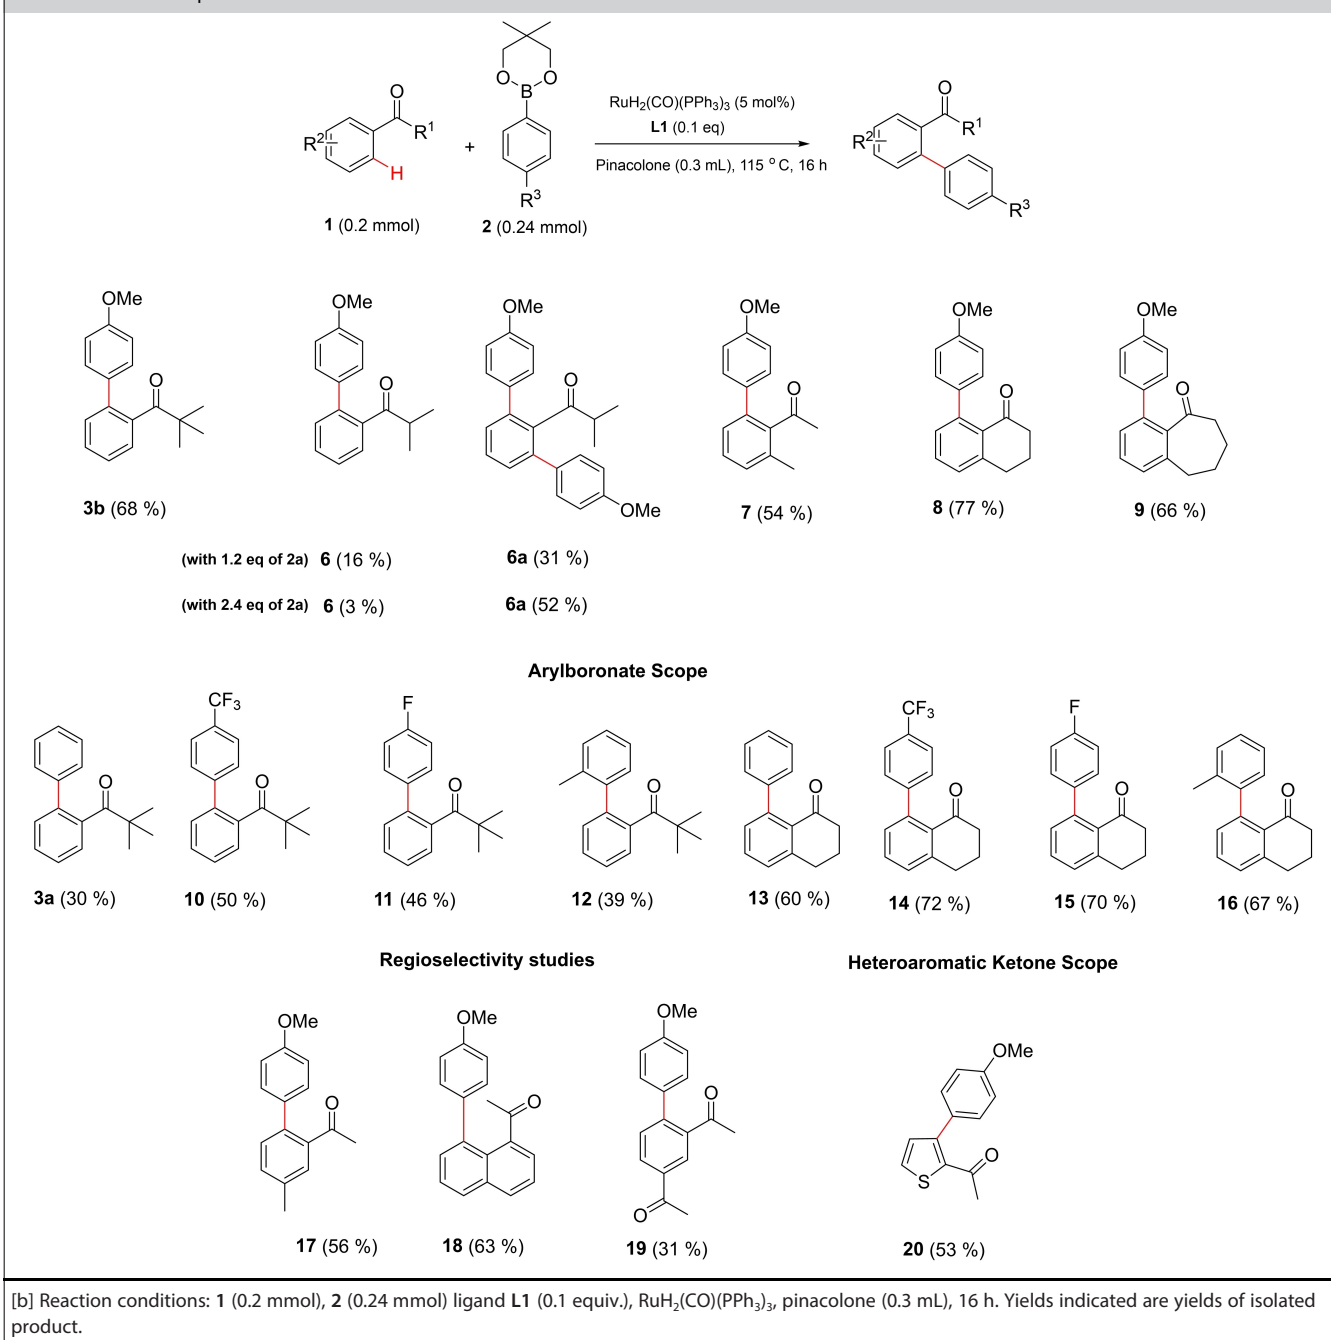 O
R¹
R²
H
1 (0.2 mmol)
+
O O
B
R³
2 (0.24 mmol)
RuH₂(CO)(PPh₃)₃ (5 mol%)
L1 (0.1 eq)
Pinacolone (0.3 mL), 115 °C, 16 h
O
R¹
R²
R³
OMe
O
3b (68 %)
OMe
O
OMe
O
OMe
OMe
O
7 (54 %)
OMe
O
8 (77 %)
OMe
O
9 (66 %)
(with 1.2 eq of 2a) 6 (16 %) 6a (31 %)
(with 2.4 eq of 2a) 6 (3 %) 6a (52 %)
Arylboronate Scope
O
3a (30 %)
CF₃
O
10 (50 %)
F
O
11 (46 %)
O
12 (39 %)
O
13 (60 %)
CF₃
O
14 (72 %)
F
O
15 (70 %)
O
16 (67 %)
Regioselectivity studies
Heteroaromatic Ketone Scope
OMe
O
17 (56 %)
OMe
O
18 (63 %)
OMe
O
O
19 (31 %)
OMe
S
O
20 (53 %)
[b] Reaction conditions: 1 (0.2 mmol), 2 (0.24 mmol) ligand L1 (0.1 equiv.), RuH₂(CO)(PPh₃)₃, pinacolone (0.3 mL), 16 h. Yields indicated are yields of isolated
product.